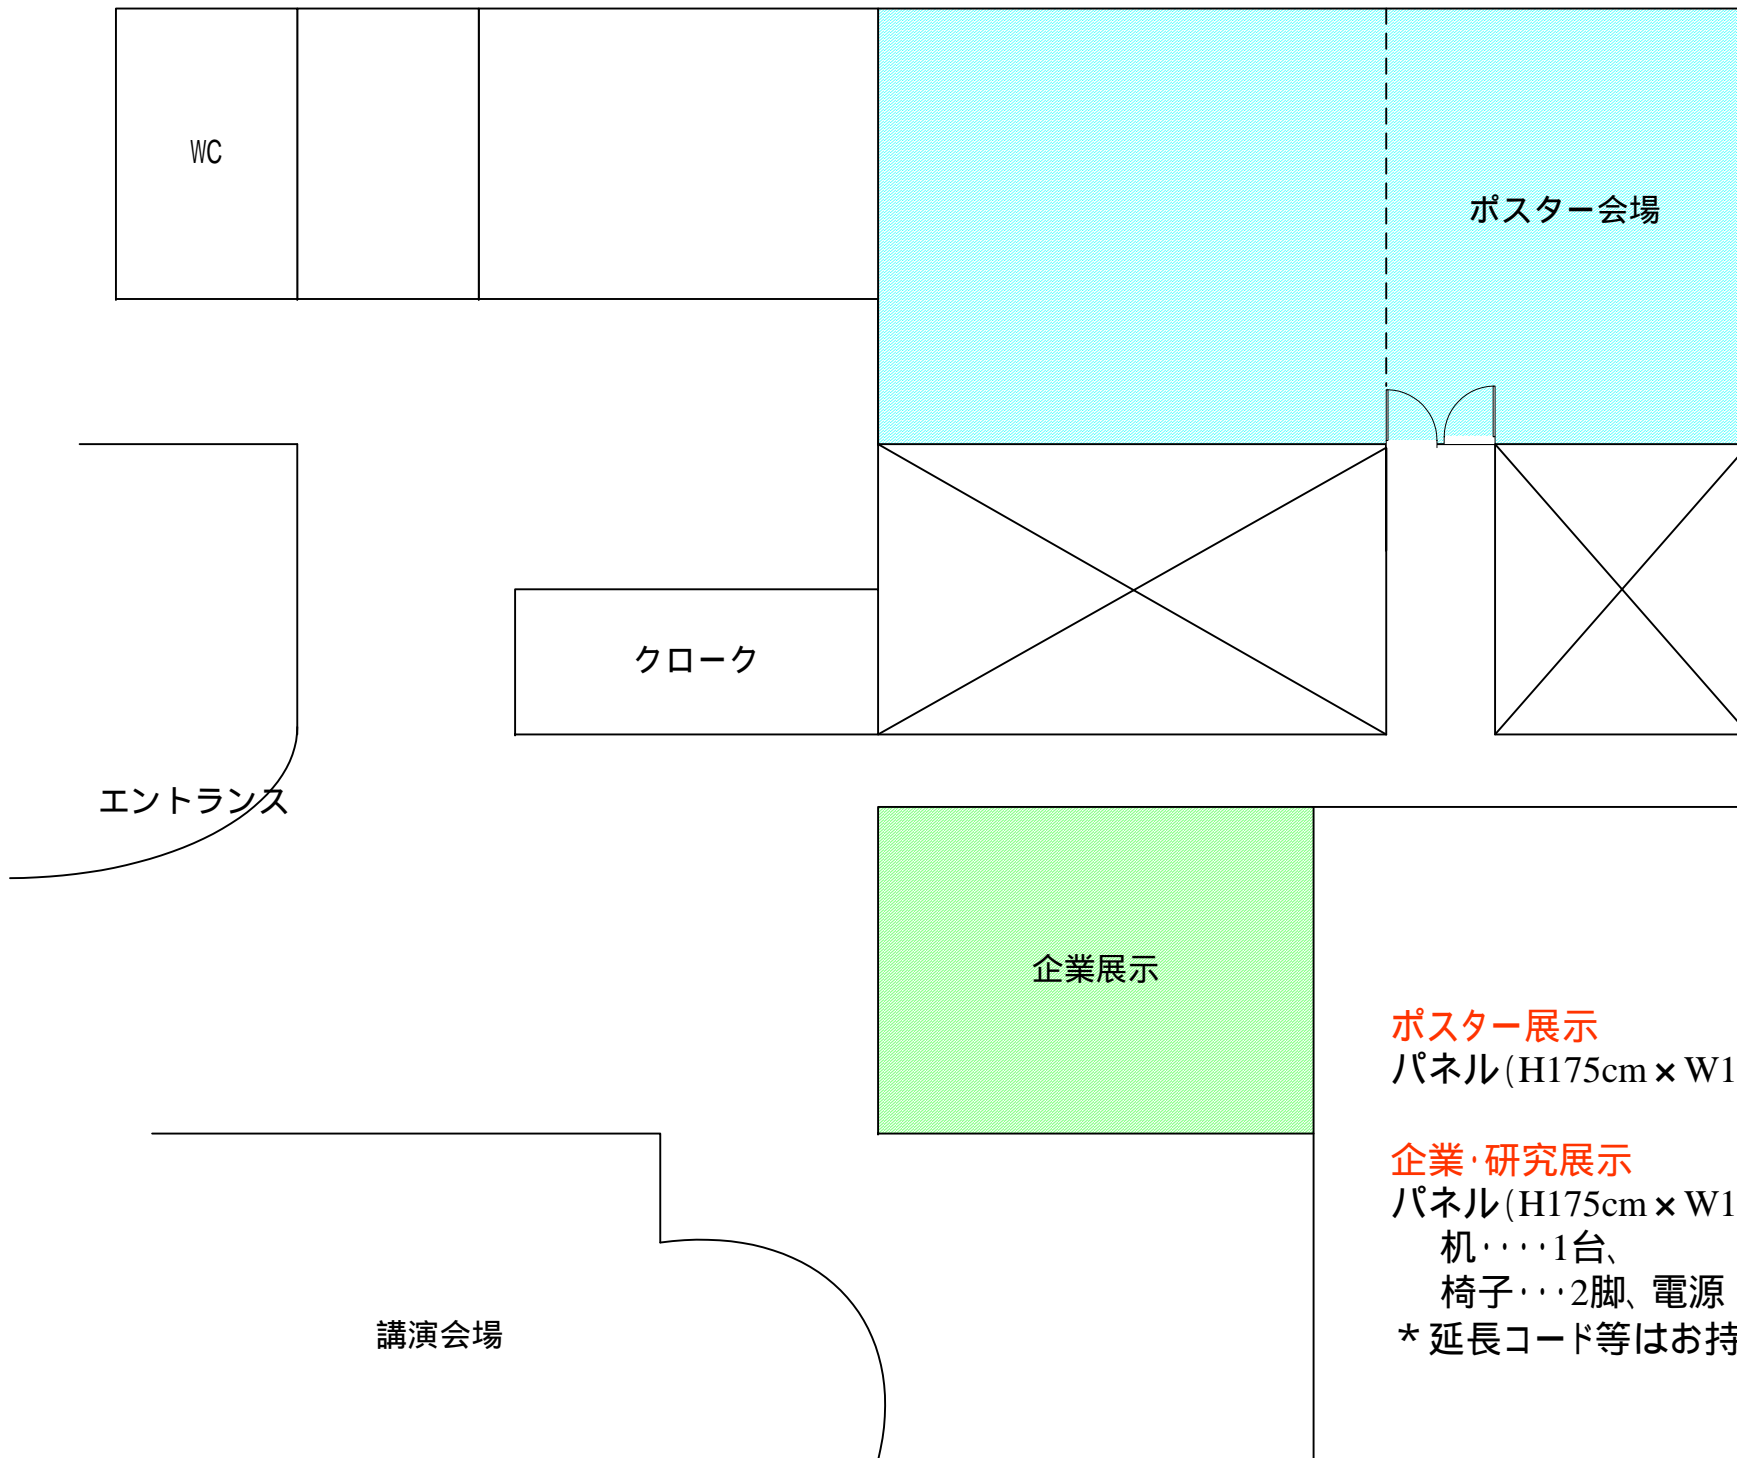 WC
ポスター会場
クローク
エントランス
企業展示
ポスター展示
パネル(H175cm×W1
企業・研究展示
パネル(H175cm×W1
机・・・・1台、
椅子・・・2脚、電源
講演会場
*延長コード等はお持